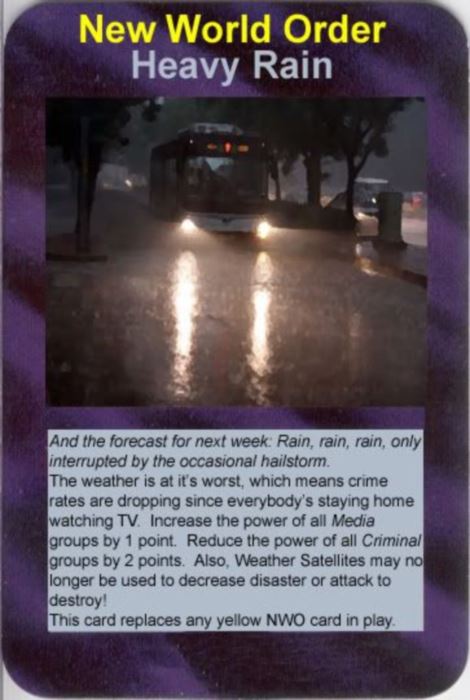 New World Order
Heavy Rain
And the forecast for next week: Rain, rain, rain, only
interrupted by the occasional hailstorm.
The weather is at it's worst, which means crime
rates are dropping since everybody's staying home
watching TV. Increase the power of all Media
groups by 1 point. Reduce the power of all Criminal
groups by 2 points. Also, Weather Satellites may no
longer be used to decrease disaster or attack to
destroy!
This card replaces any yellow NWO card in play.